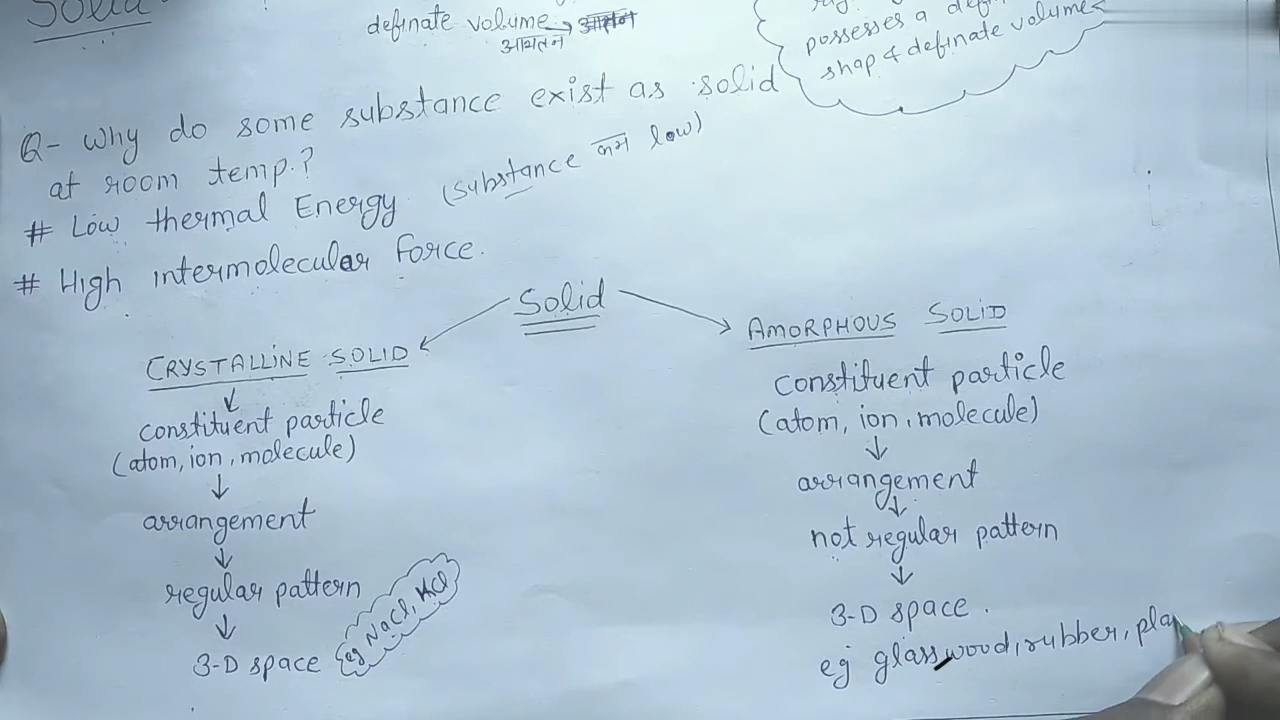 Solid
definate volume → आयतन
आयतन
possesses a
shap & definate volume
Q- Why do some substance exist as solid
at room temp.?
# Low thermal Energy (substance कम low)
# High intermolecular Force.
Solid
CRYSTALLINE SOLID
constituent particle
(atom, ion, molecule)
↓
arrangement
↓
regular pattern
↓
3-D space
eg NaCl, KCl
AMORPHOUS SOLID
constituent particle
(atom, ion, molecule)
↓
arrangement
↓
not regular pattern
↓
3-D space.
eg glass, wood, rubber, pla